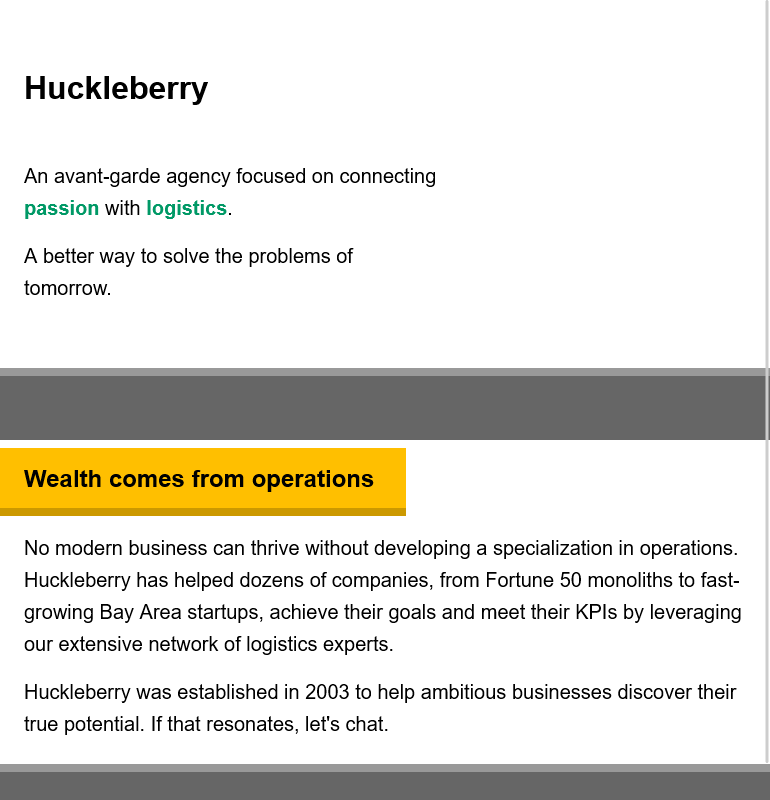 Huckleberry
An avant-garde agency focused on connecting
passion with logistics.
A better way to solve the problems of
tomorrow.
Wealth comes from operations
No modern business can thrive without developing a specialization in operations.
Huckleberry has helped dozens of companies, from Fortune 50 monoliths to fast-
growing Bay Area startups, achieve their goals and meet their KPIs by leveraging
our extensive network of logistics experts.
Huckleberry was established in 2003 to help ambitious businesses discover their
true potential. If that resonates, let's chat.